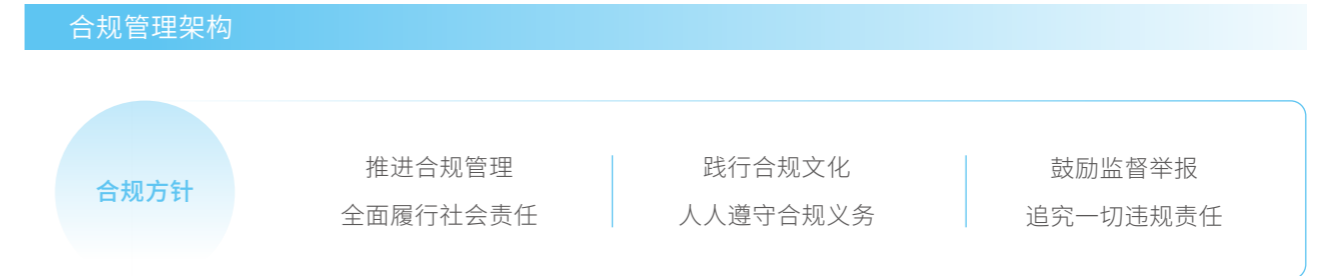 合规管理架构
合规方针
推进合规管理
全面履行社会责任
践行合规文化
人人遵守合规义务
鼓励监督举报
追究一切违规责任